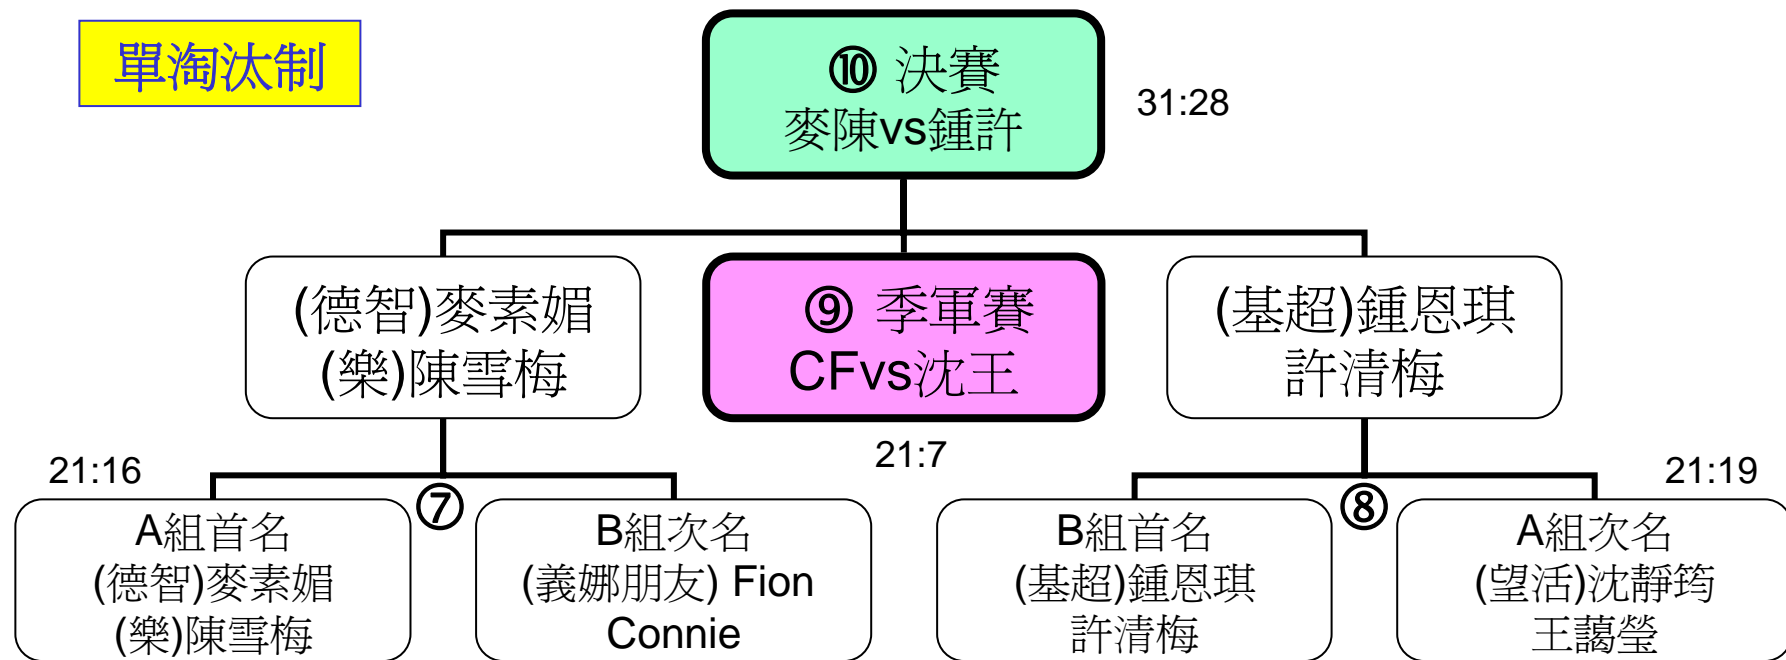 單淘汰制
⑩ 決賽
麥陳vs鍾許
31:28
(德智)麥素媚
(樂)陳雪梅
⑨ 季軍賽
CFvs沈王
(基超)鍾恩琪
許清梅
21:16
⑦
21:7
⑧
21:19
A組首名
(德智)麥素媚
(樂)陳雪梅
B組次名
(義娜朋友) Fion
Connie
B組首名
(基超)鍾恩琪
許清梅
A組次名
(望活)沈靜筠
王藹瑩